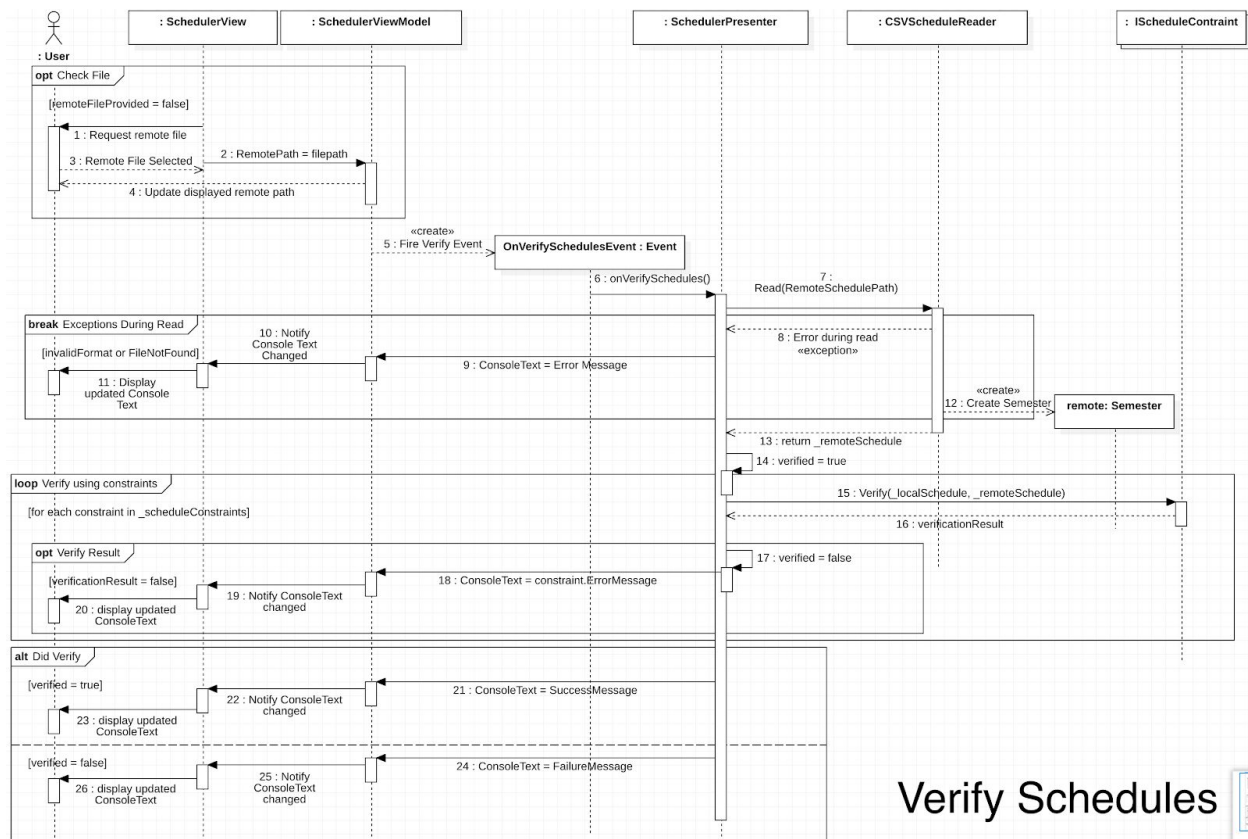 : SchedulerView
: SchedulerViewModel
: SchedulerPresenter
: CSVScheduleReader
: IScheduleContraint
: User
opt Check File
[remoteFileProvided = false]
1 : Request remote file
2 : RemotePath = filepath
3 : Remote File Selected
4 : Update displayed remote path
«create»
5 : Fire Verify Event
OnVerifySchedulesEvent : Event
6 : onVerifySchedules()
7 :
Read(RemoteSchedulePath)
break Exceptions During Read
[invalidFormat or FileNotFound]
8 : Error during read
«exception»
9 : ConsoleText = Error Message
10 : Notify
Console Text
Changed
11 : Display
updated Console
Text
«create»
12 : Create Semester
remote: Semester
13 : return _remoteSchedule
14 : verified = true
loop Verify using constraints
[for each constraint in _scheduleConstraints]
15 : Verify(_localSchedule, _remoteSchedule)
16 : verificationResult
opt Verify Result
[verificationResult = false]
17 : verified = false
18 : ConsoleText = constraint.ErrorMessage
19 : Notify ConsoleText
changed
20 : display updated
ConsoleText
alt Did Verify
[verified = true]
21 : ConsoleText = SuccessMessage
22 : Notify ConsoleText
changed
23 : display updated
ConsoleText
[verified = false]
24 : ConsoleText = FailureMessage
25 : Notify
ConsoleText
changed
26 : display updated
ConsoleText
Verify Schedules